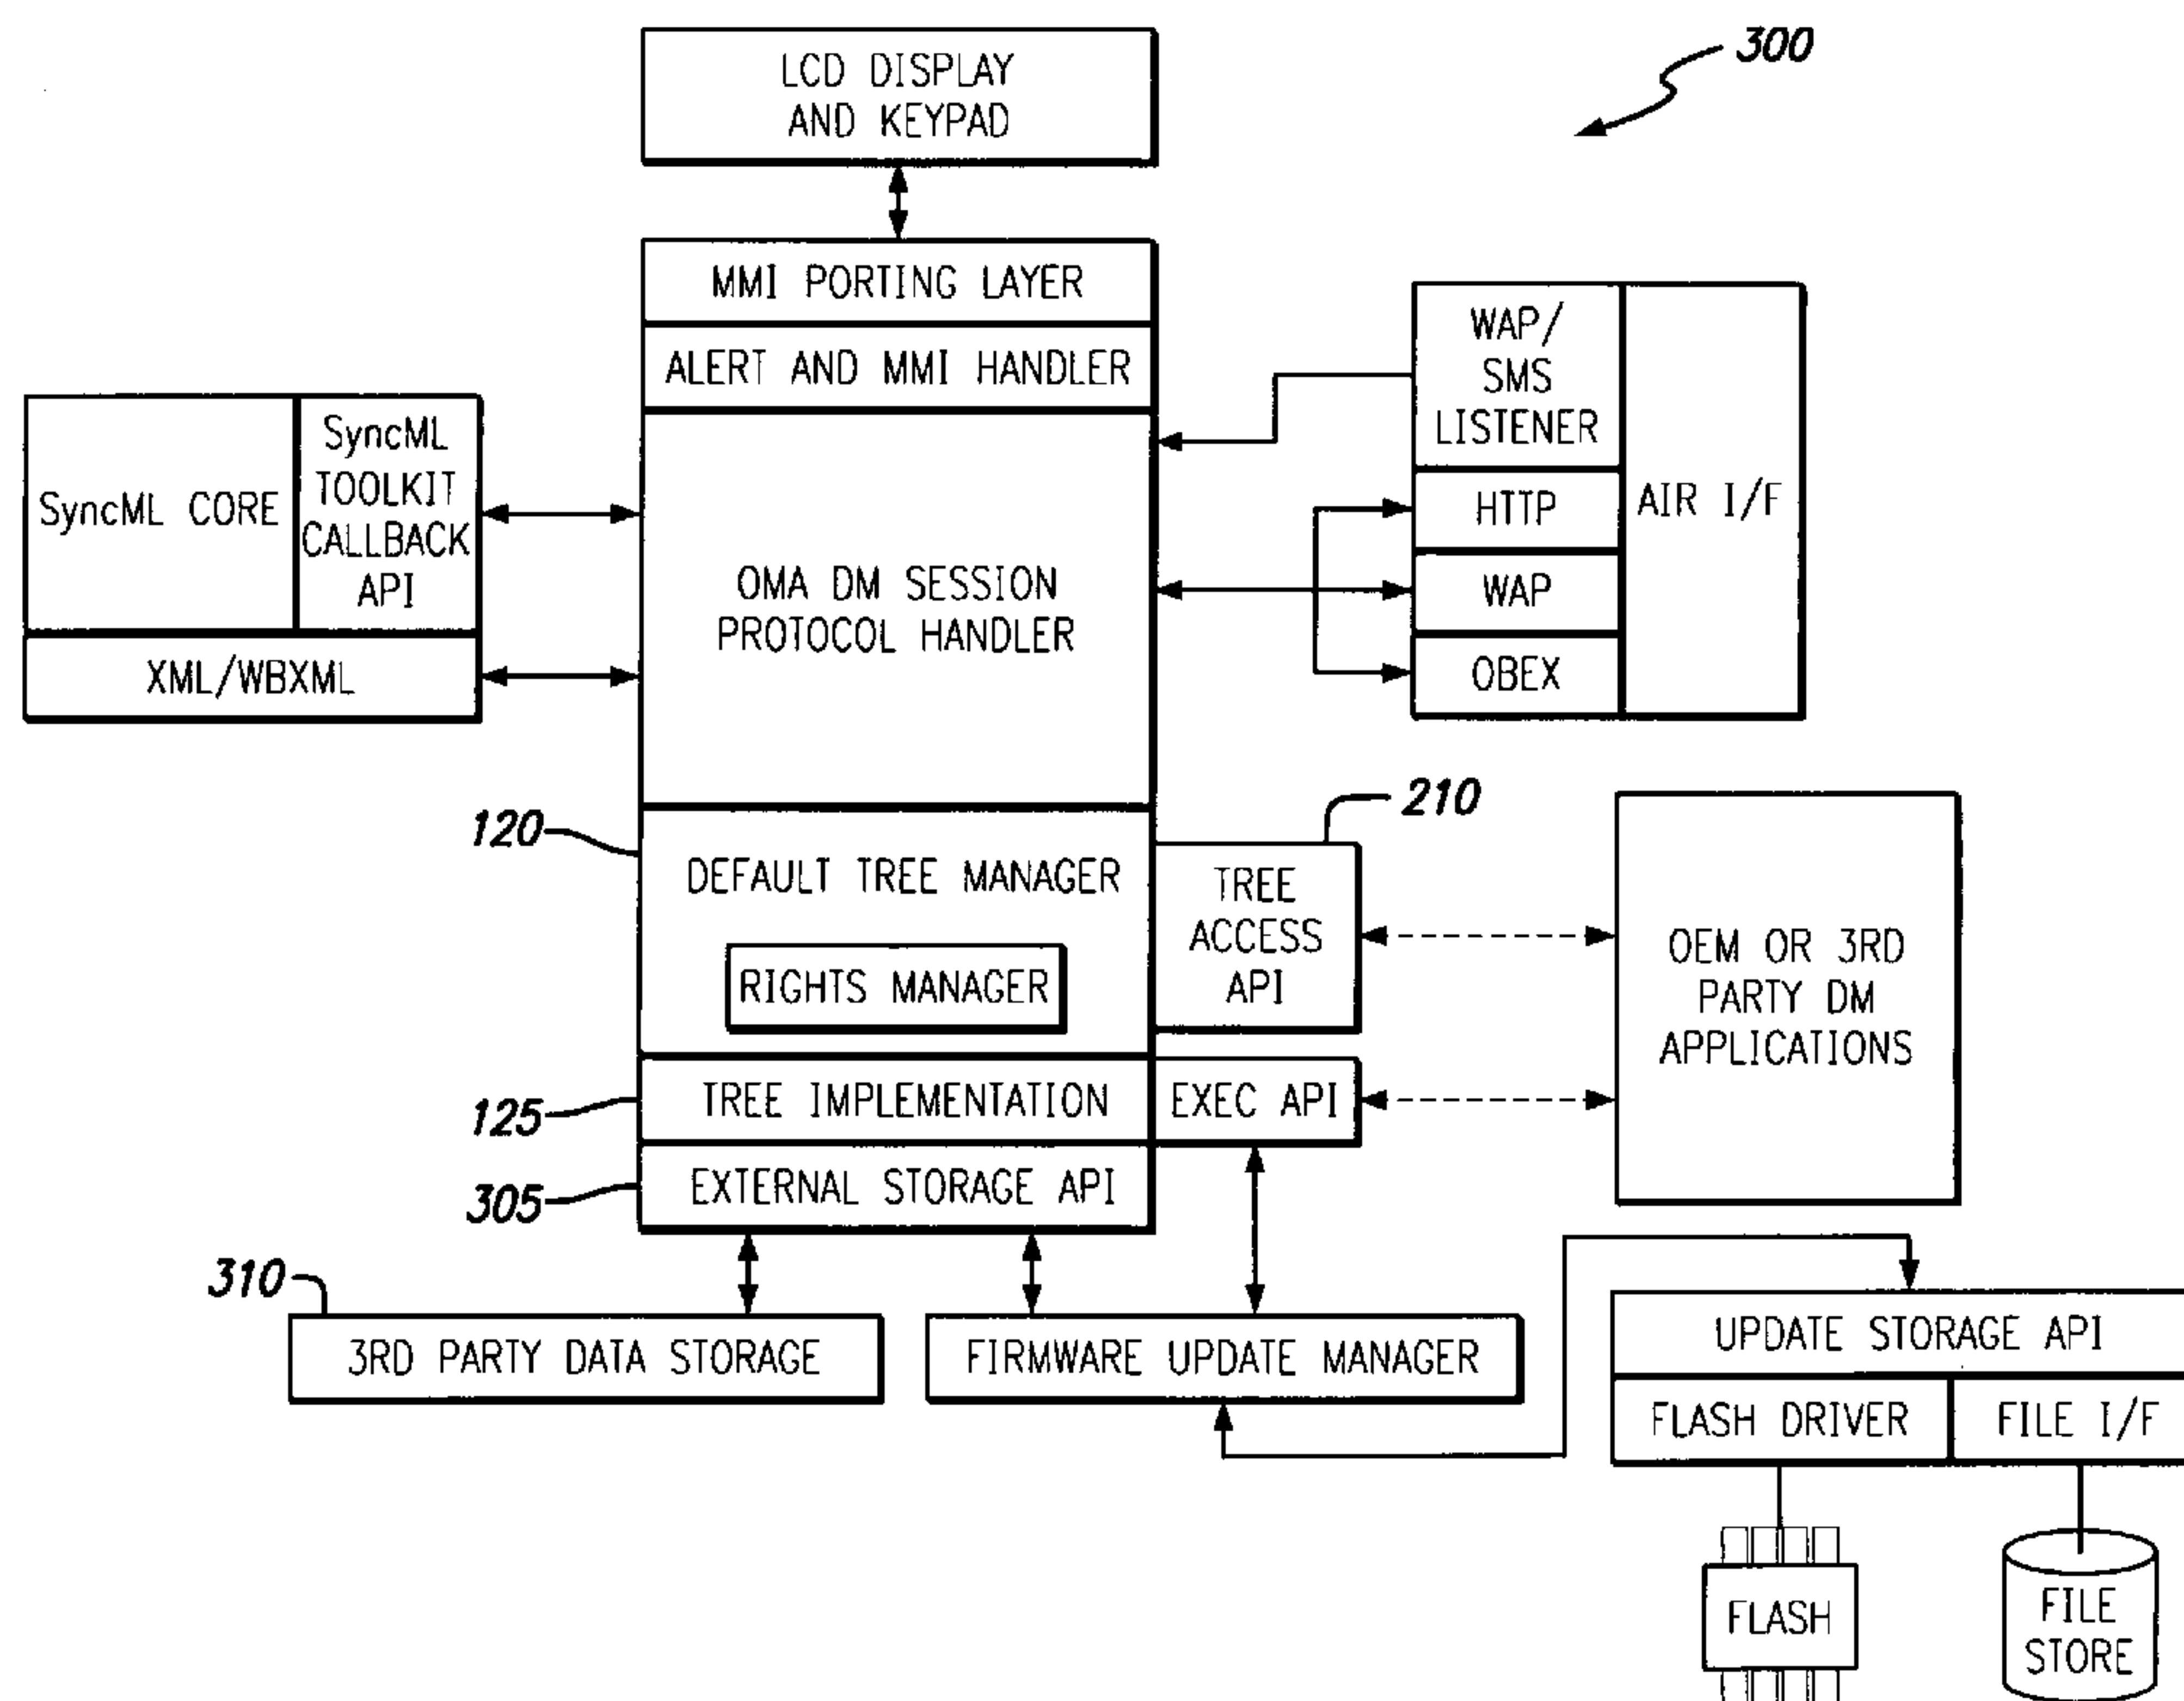 300
LCD DISPLAY
AND KEYPAD
MMI PORTING LAYER
ALERT AND MMI HANDLER
SyncML CORE
SyncML
TOOLKIT
CALLBACK
API
XML/WBXML
OMA DM SESSION
PROTOCOL HANDLER
WAP/
SMS
LISTENER
HTTP
WAP
OBEX
AIR I/F
120
DEFAULT TREE MANAGER
RIGHTS MANAGER
210
TREE
ACCESS
API
OEM OR 3RD
PARTY DM
APPLICATIONS
125
TREE IMPLEMENTATION
EXEC API
305
EXTERNAL STORAGE API
310
3RD PARTY DATA STORAGE
FIRMWARE UPDATE MANAGER
UPDATE STORAGE API
FLASH DRIVER
FILE I/F
FLASH
FILE
STORE